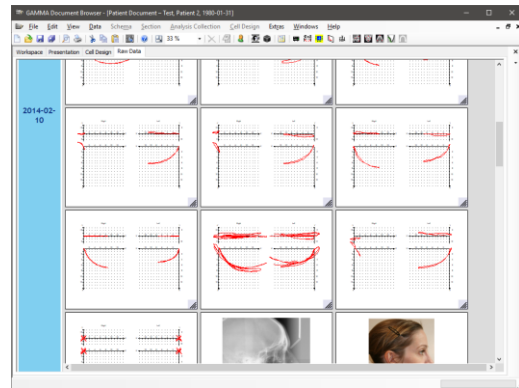 GAMMA Document Browser - [Patient Document - Test, Patient 2, 1980-01-31]
File Edit View Data Schema Section Analysis Collection Cell Design Extras Windows Help
33 %
Workspace Presentation Cell Design Raw Data
2014-02-
10